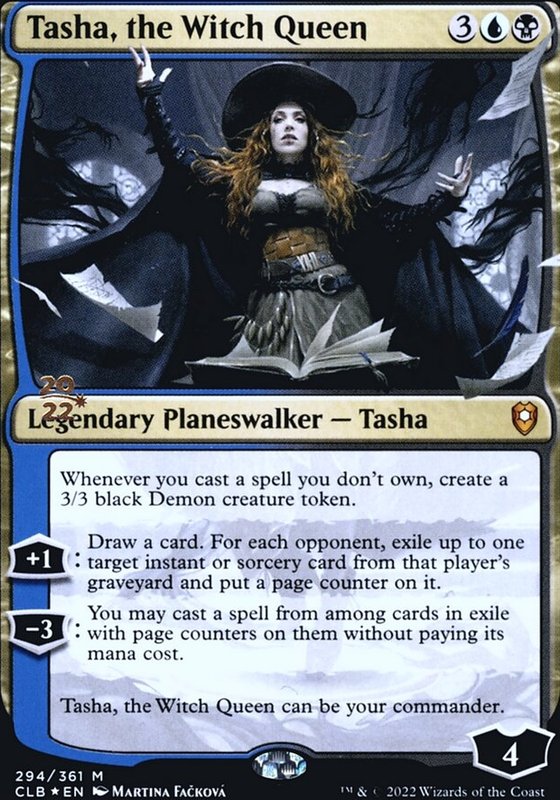 Tasha, the Witch Queen
3
20
22
Legendary Planeswalker — Tasha
Whenever you cast a spell you don't own, create a
3/3 black Demon creature token.
+1: Draw a card. For each opponent, exile up to one
target instant or sorcery card from that player's
graveyard and put a page counter on it.
−3: You may cast a spell from among cards in exile
with page counters on them without paying its
mana cost.
Tasha, the Witch Queen can be your commander.
4
294/361 M
CLB★EN Martina Fačková
™ & © 2022 Wizards of the Coast